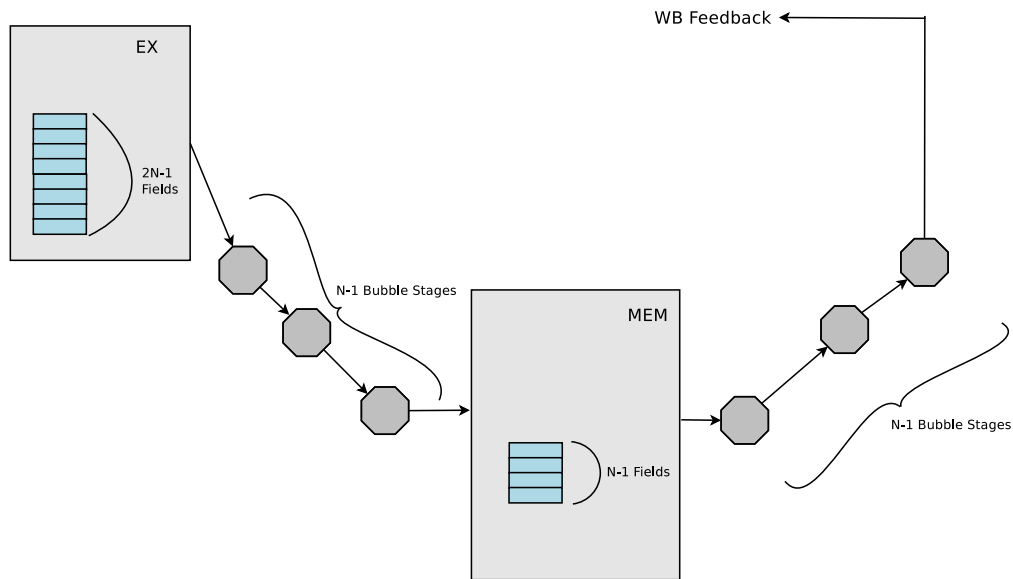 WB Feedback
EX
2N-1
Fields
N-1 Bubble Stages
MEM
N-1 Bubble Stages
N-1 Fields